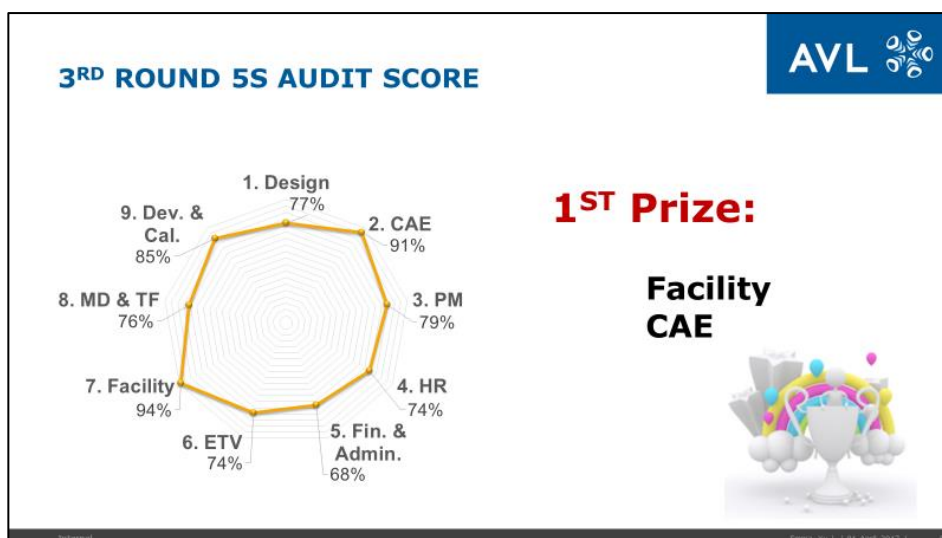 AVL
3RD ROUND 5S AUDIT SCORE
1. Design
77%
2. CAE
91%
3. PM
79%
4. HR
74%
5. Fin. &
Admin.
68%
6. ETV
74%
7. Facility
94%
8. MD & TF
76%
9. Dev. &
Cal.
85%
1ST Prize:
Facility
CAE